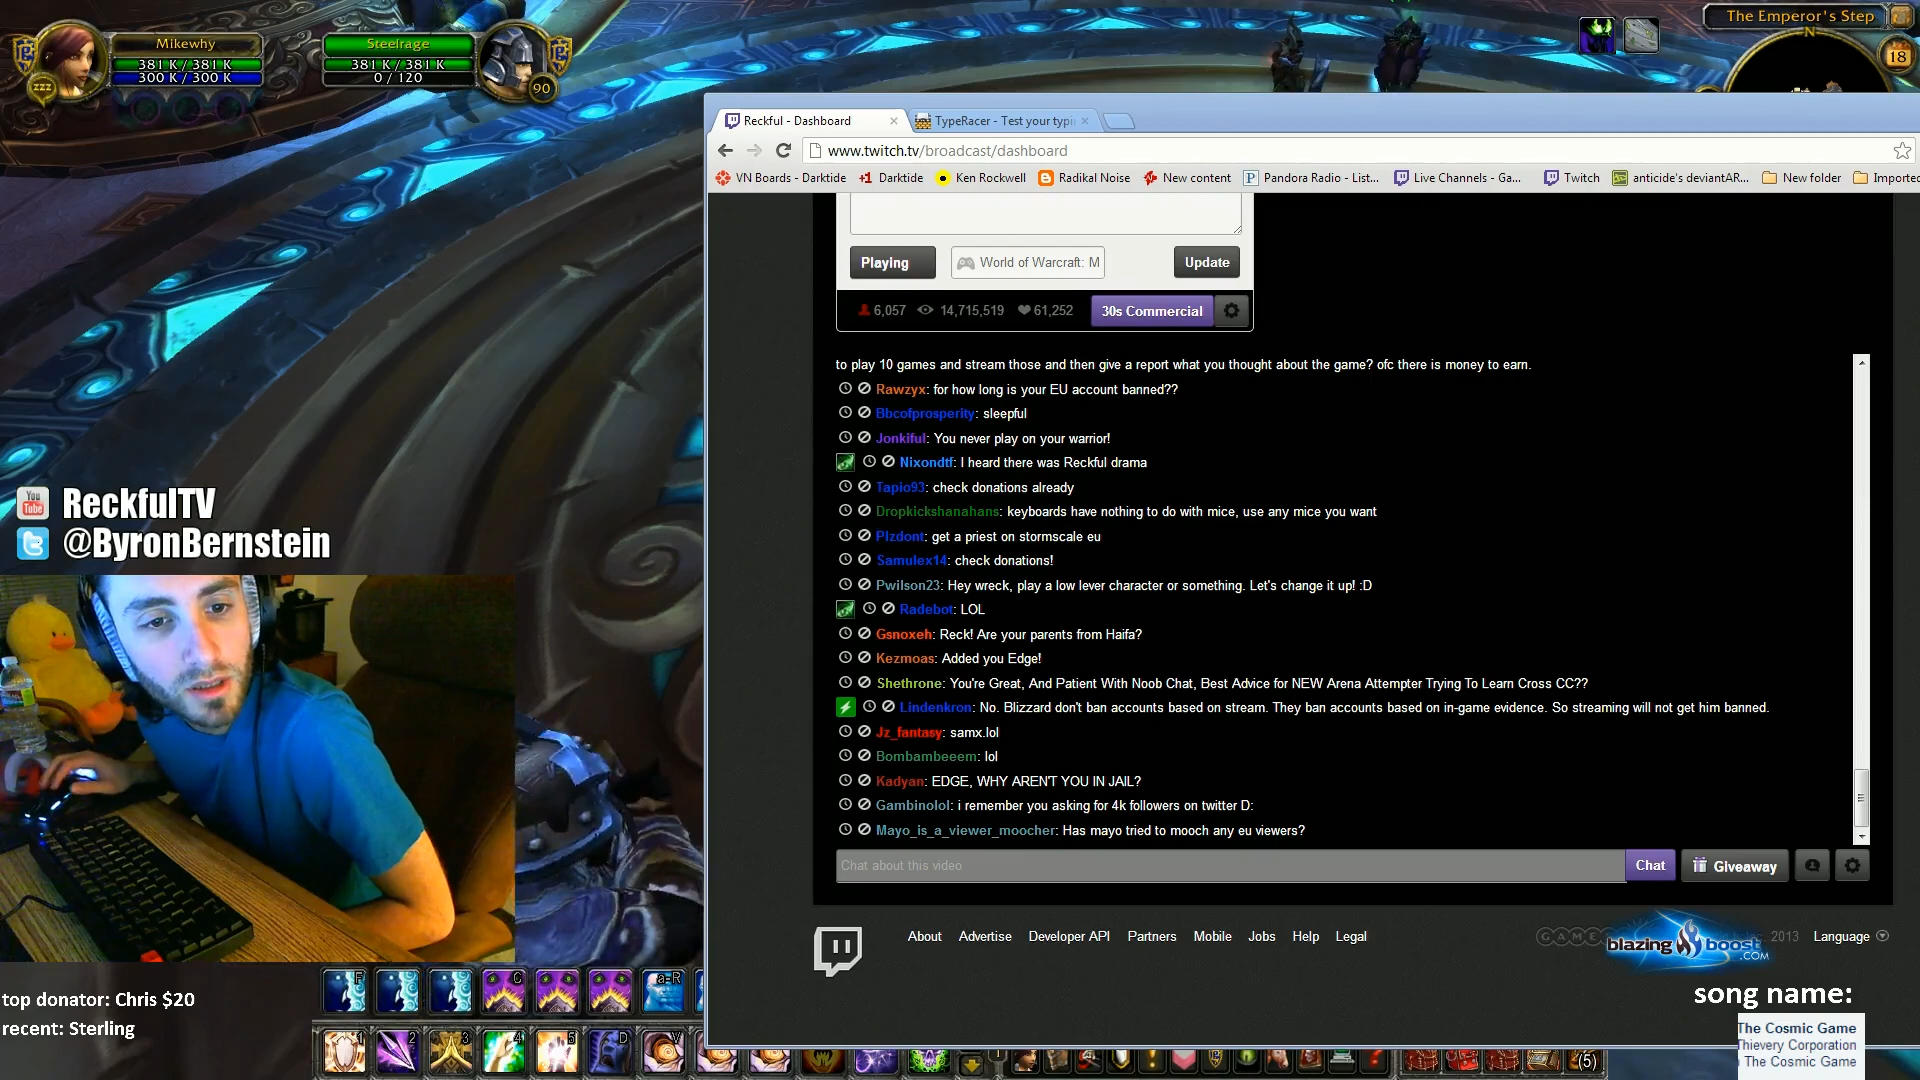 Mikewhy
381 K / 381 K
300 K / 300 K
zzz
Steelrage
381 K / 381 K
0 / 120
90
The Emperor's Step
N
18
Reckful - Dashboard
TypeRacer - Test your typi
www.twitch.tv/broadcast/dashboard
VN Boards - Darktide
+1 Darktide
Ken Rockwell
Radikal Noise
New content
Pandora Radio - List...
Live Channels - Ga...
Twitch
anticide's deviantAR...
New folder
Imported
Playing
World of Warcraft: M
Update
6,057
14,715,519
61,252
30s Commercial
to play 10 games and stream those and then give a report what you thought about the game? ofc there is money to earn.
Rawzyx: for how long is your EU account banned??
Bbcofprosperity: sleepful
Jonkiful: You never play on your warrior!
Nixondtf: I heard there was Reckful drama
Tapio93: check donations already
Dropkickshanahans: keyboards have nothing to do with mice, use any mice you want
Plzdont: get a priest on stormscale eu
Samulex14: check donations!
Pwilson23: Hey wreck, play a low lever character or something. Let's change it up! :D
Radebot: LOL
Gsnoxeh: Reck! Are your parents from Haifa?
Kezmoas: Added you Edge!
Shethrone: You're Great, And Patient With Noob Chat, Best Advice for NEW Arena Attempter Trying To Learn Cross CC??
Lindenkron: No. Blizzard don't ban accounts based on stream. They ban accounts based on in-game evidence. So streaming will not get him banned.
Jz_fantasy: samx.lol
Bombambeeem: lol
Kadyan: EDGE, WHY AREN'T YOU IN JAIL?
Gambinolol: i remember you asking for 4k followers on twitter D:
Mayo_is_a_viewer_moocher: Has mayo tried to mooch any eu viewers?
Chat about this video
Chat
Giveaway
About
Advertise
Developer API
Partners
Mobile
Jobs
Help
Legal
GAME
blazing boost
.COM
2013
Language
You
Tube
ReckfulTV
@ByronBernstein
top donator: Chris $20
recent: Sterling
F
C
a-R
1
2
3
4
5
D
V
1
(5)
song name:
The Cosmic Game
Thievery Corporation
The Cosmic Game